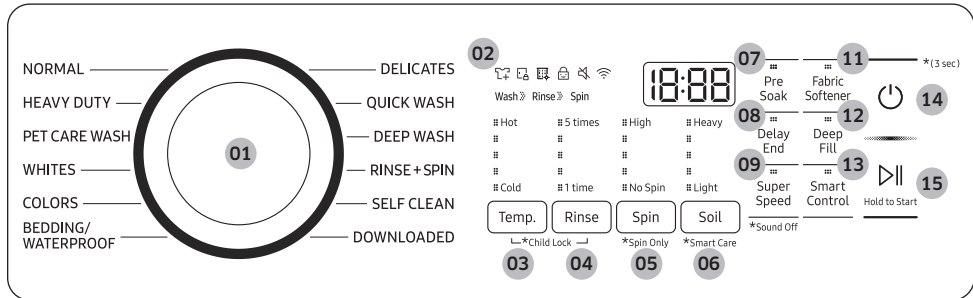 NORMAL
HEAVY DUTY
PET CARE WASH
WHITES
COLORS
BEDDING/
WATERPROOF
01
DELICATES
QUICK WASH
DEEP WASH
RINSE+SPIN
SELF CLEAN
DOWNLOADED
02
Wash » Rinse » Spin
18:88
Hot 5 times High Heavy
Cold 1 time No Spin Light
Temp. Rinse Spin Soil
*Child Lock *Spin Only *Smart Care
03 04 05 06
07 11
Pre
Soak
Fabric
Softener
08 12
Delay
End
Deep
Fill
09 13
Super
Speed
Smart
Control
*Sound Off
*(3 sec)
14
15
Hold to Start